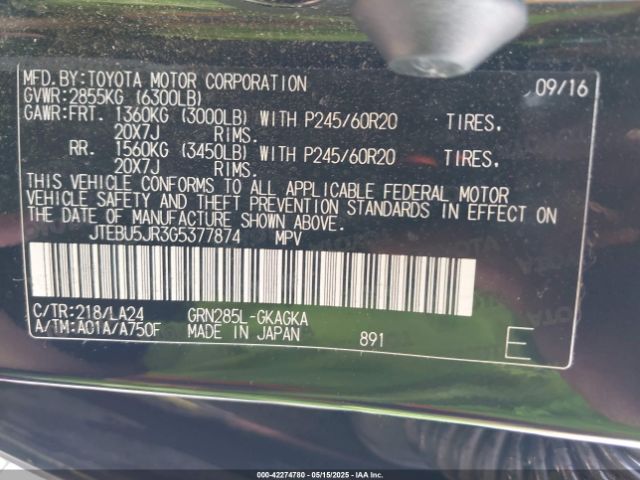 MFD.BY:TOYOTA MOTOR CORPORATION 09/16
GVWR:2855KG (6300LB)
GAWR:FRT. 1360KG (3000LB) WITH P245/60R20 TIRES,
20X7J RIMS.
RR. 1560KG (3450LB) WITH P245/60R20 TIRES,
20X7J RIMS.
THIS VEHICLE CONFORMS TO ALL APPLICABLE FEDERAL MOTOR
VEHICLE SAFETY AND THEFT PREVENTION STANDARDS IN EFFECT ON
THE DATE OF MANUFACTURE SHOWN ABOVE.
JTEBU5JR3G5377874 MPV
C/TR:218/LA24 GRN285L-GKAGKA
A/TM:A01A/A750F MADE IN JAPAN 891 E
000-42274780 - 05/15/2025 - IAA Inc.